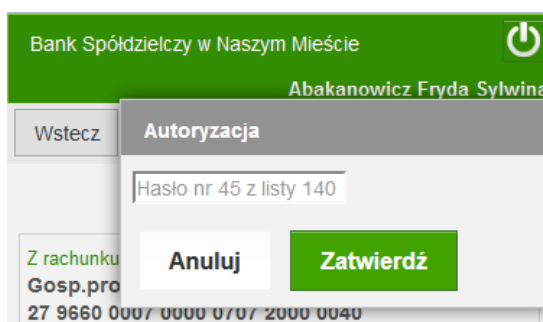 Bank Spółdzielczy w Naszym Mieście
Abakanowicz Fryda Sylwina
Wstecz
Autoryzacja
Hasło nr 45 z listy 140
Anuluj
Zatwierdź
Z rachunku
Gosp.pro
27 9660 0007 0000 0707 2000 0040